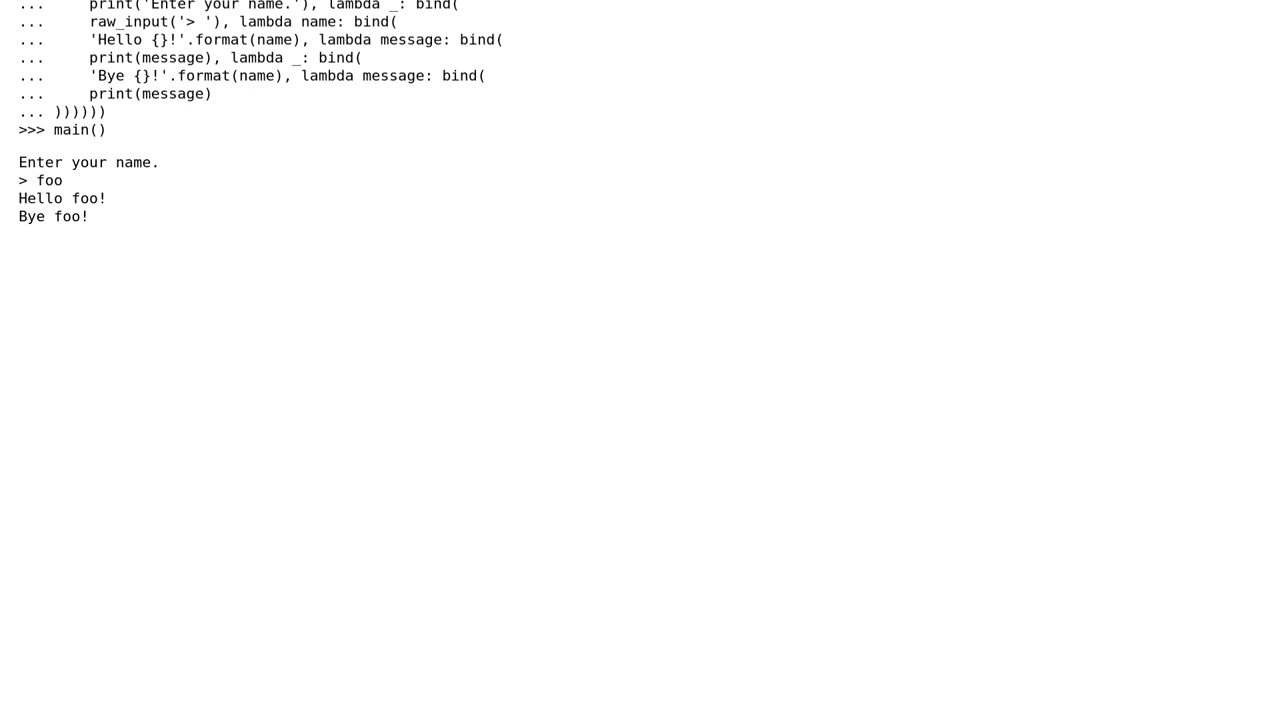 ...     print('Enter your name.'), lambda _: bind(
...     raw_input('> '), lambda name: bind(
...     'Hello {}!'.format(name), lambda message: bind(
...     print(message), lambda _: bind(
...     'Bye {}!'.format(name), lambda message: bind(
...     print(message)
... ))))))
>>> main()
Enter your name.
> foo
Hello foo!
Bye foo!